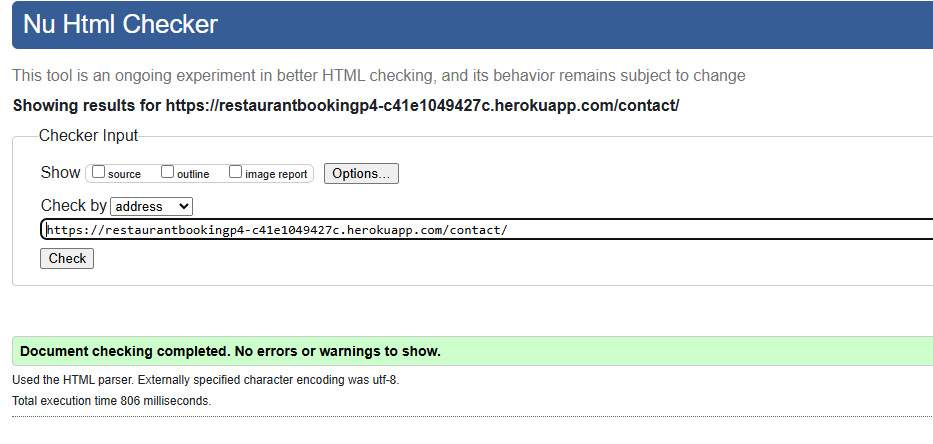 Nu Html Checker
This tool is an ongoing experiment in better HTML checking, and its behavior remains subject to change
Showing results for https://restaurantbookingp4-c41e1049427c.herokuapp.com/contact/
Checker Input
Show source outline image report Options...
Check by address
https://restaurantbookingp4-c41e1049427c.herokuapp.com/contact/
Check
Document checking completed. No errors or warnings to show.
Used the HTML parser. Externally specified character encoding was utf-8.
Total execution time 806 milliseconds.